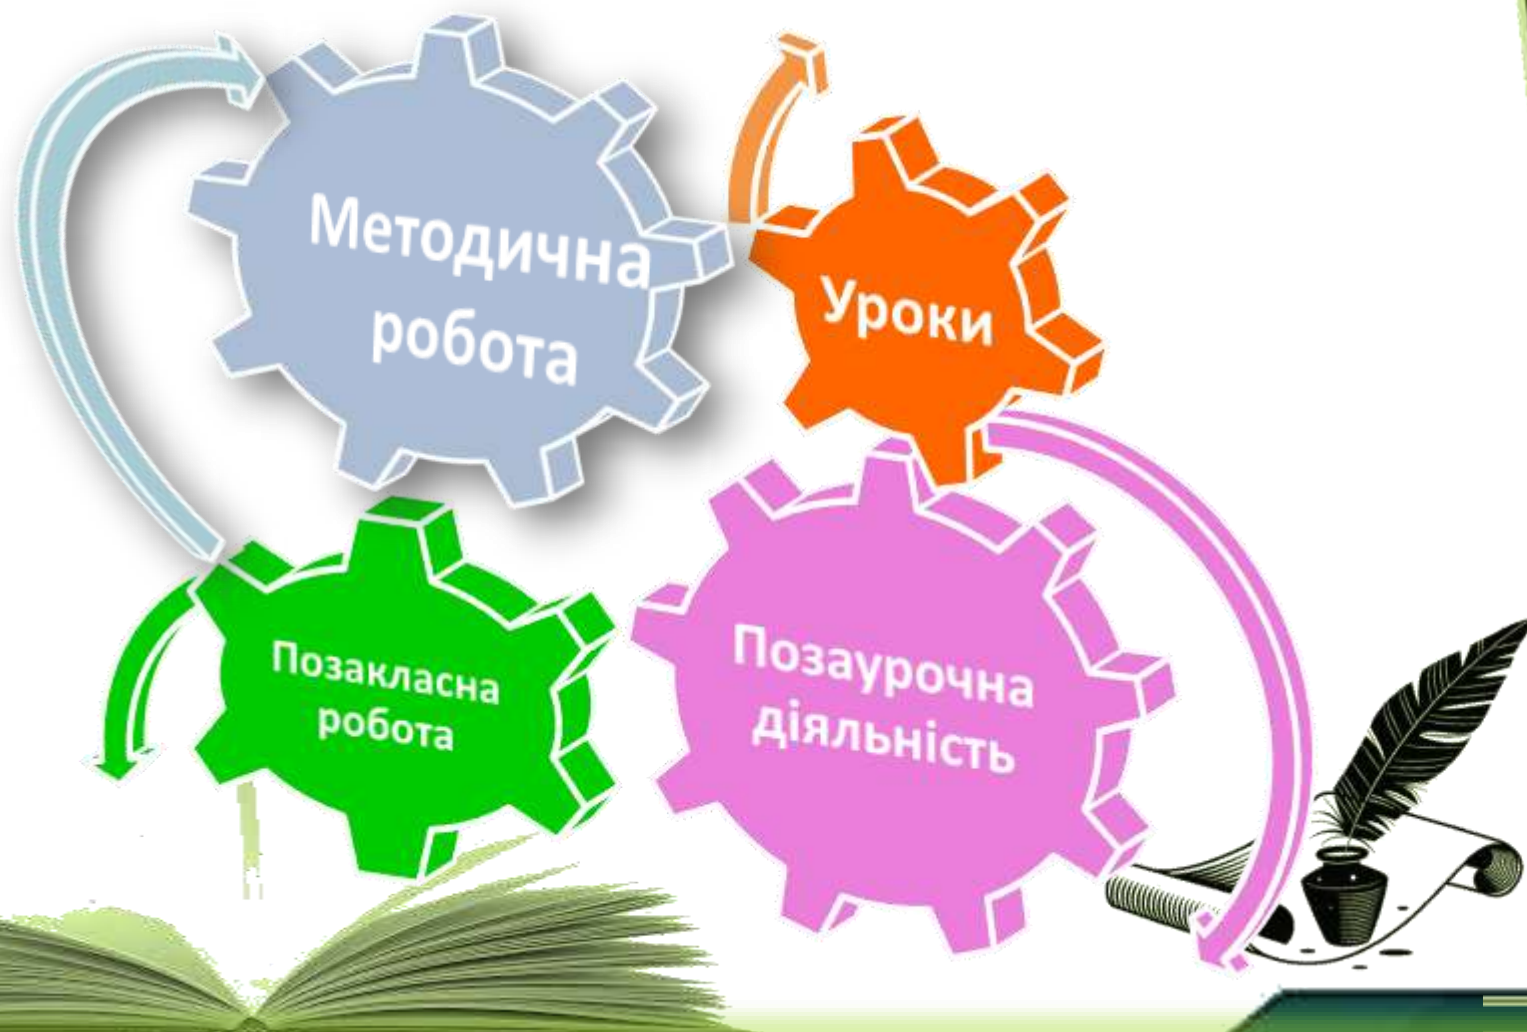 Методична
робота
Уроки
Позакласна
робота
Позаурочна
діяльність